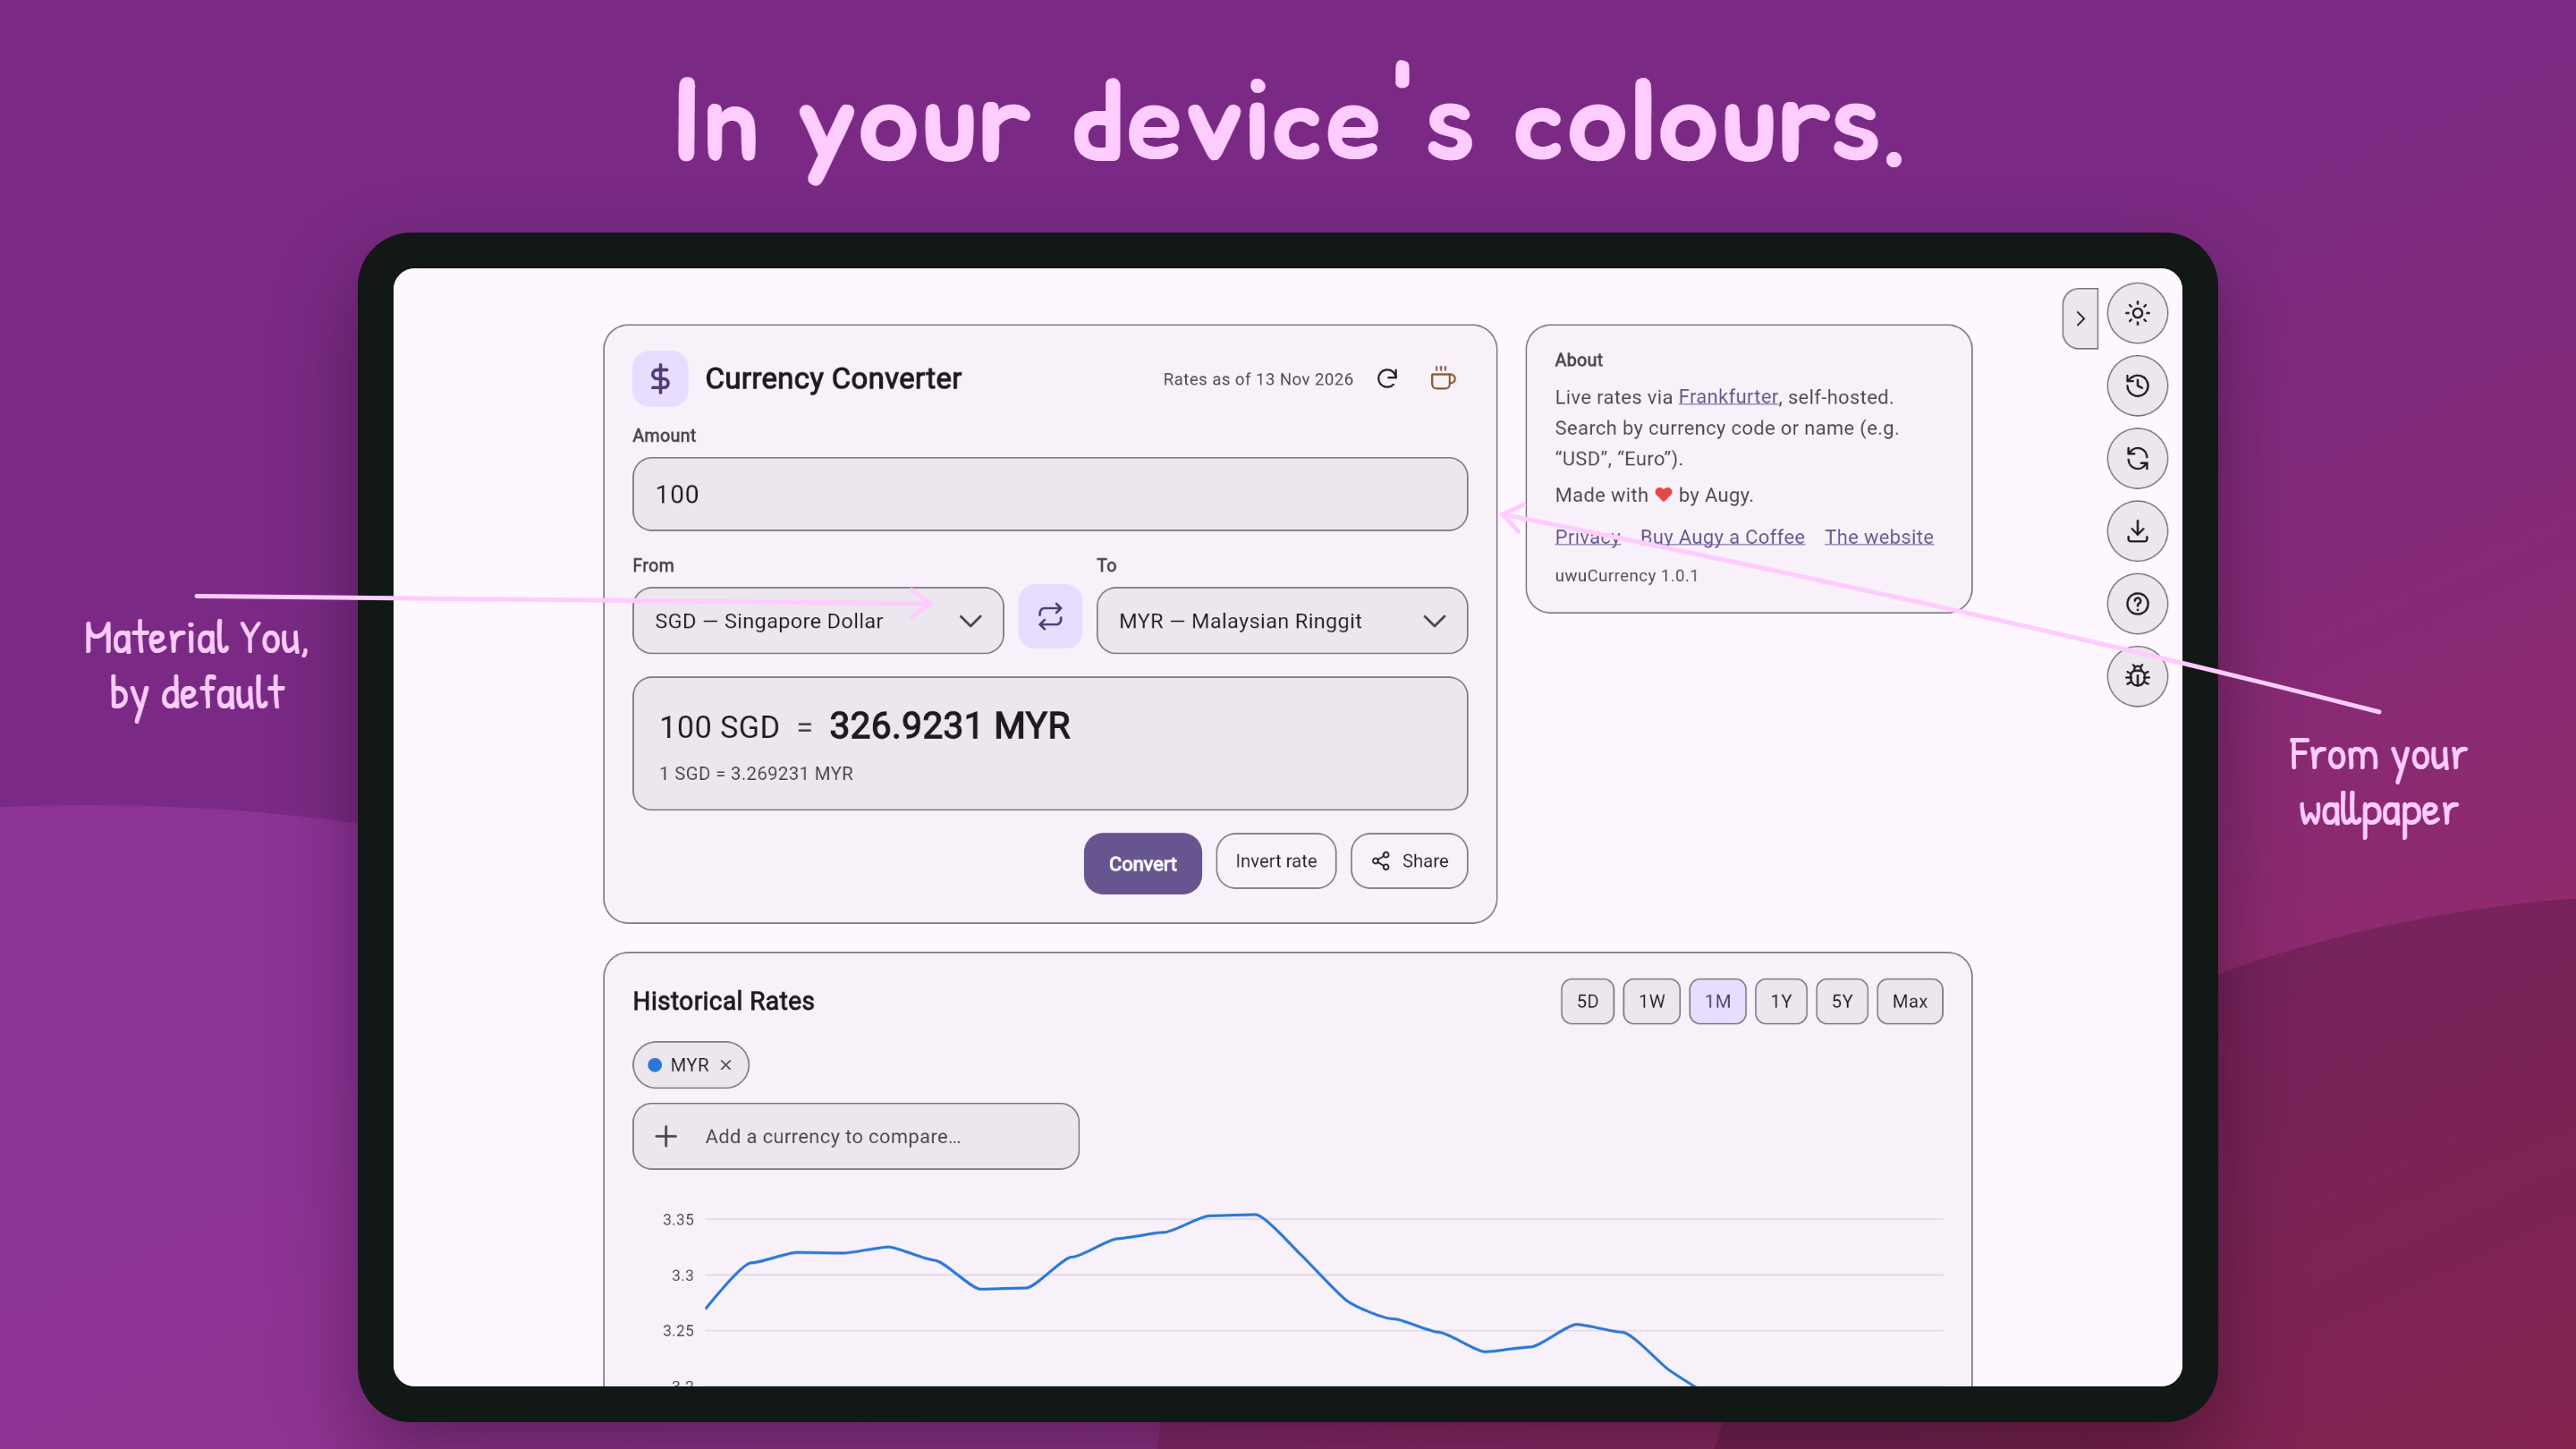 In your device's colours.
Material You,
by default
Currency Converter
Rates as of 13 Nov 2026
Amount
100
From
To
SGD — Singapore Dollar
MYR — Malaysian Ringgit
100 SGD = 326.9231 MYR
1 SGD = 3.269231 MYR
Convert
Invert rate
Share
About
Live rates via Frankfurter, self-hosted.
Search by currency code or name (e.g.
“USD”, “Euro”).
Made with ❤ by Augy.
Privacy Buy Augy a Coffee The website
uwuCurrency 1.0.1
From your
wallpaper
Historical Rates
5D 1W 1M 1Y 5Y Max
MYR ×
Add a currency to compare…
3.35
3.3
3.25
3.2